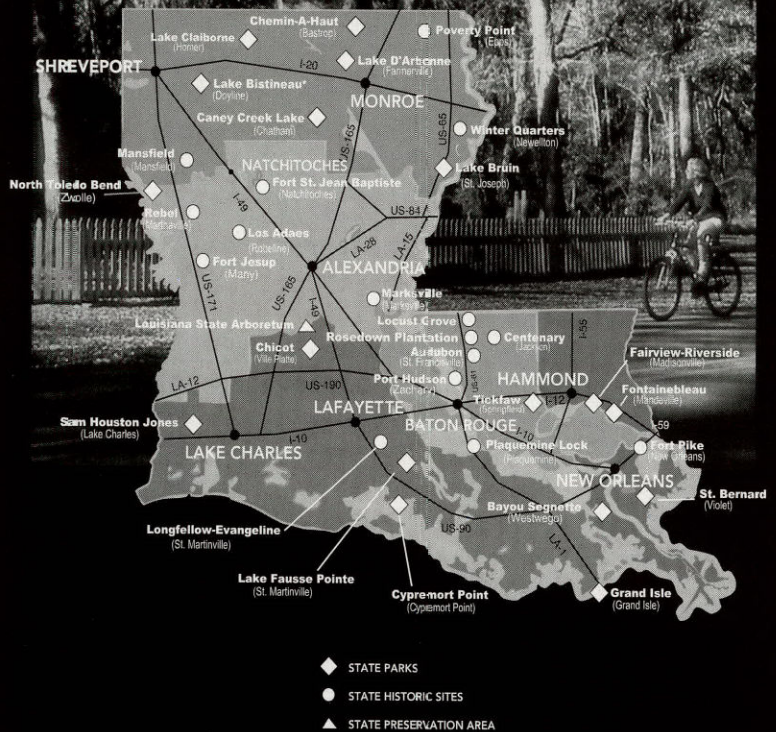 Chemin-A-Haut
(Bastrop)
Lake Claiborne
(Homer)
Poverty Point
(Epps)
SHREVEPORT
I-20
Lake D'Arbonne
(Farmerville)
Lake Bistineau*
(Doyline)
MONROE
Caney Creek Lake
(Chatham)
US-165
US-65
Winter Quarters
(Newellton)
Mansfield
(Mansfield)
NATCHITOCHES
Lake Bruin
(St. Joseph)
North Toledo Bend
(Zwolle)
Fort St. Jean Baptiste
(Natchitoches)
I-49
Rebel
(Marthaville)
US-84
Los Adaes
(Robeline)
LA-28
LA-15
Fort Jesup
(Many)
ALEXANDRIA
US-171
US-165
I-49
Marksville
(Marksville)
Louisiana State Arboretum
Locust Grove
Rosedown Plantation
Centenary
(Jackson)
I-55
Chicot
(Ville Platte)
Audubon
(St. Francisville)
Fairview-Riverside
(Madisonville)
Port Hudson
(Zachary)
US-61
HAMMOND
LA-12
US-190
Fontainebleau
(Mandeville)
Tickfaw
(Springfield)
I-12
LAFAYETTE
Sam Houston Jones
(Lake Charles)
BATON ROUGE
I-59
I-10
I-10
LAKE CHARLES
Plaquemine Lock
(Plaquemine)
Fort Pike
(New Orleans)
NEW ORLEANS
St. Bernard
(Violet)
Bayou Segnette
(Westwego)
Longfellow-Evangeline
(St. Martinville)
US-90
LA-1
Lake Fausse Pointe
(St. Martinville)
Cypremort Point
(Cypremort Point)
Grand Isle
(Grand Isle)
STATE PARKS
STATE HISTORIC SITES
STATE PRESERVATION AREA